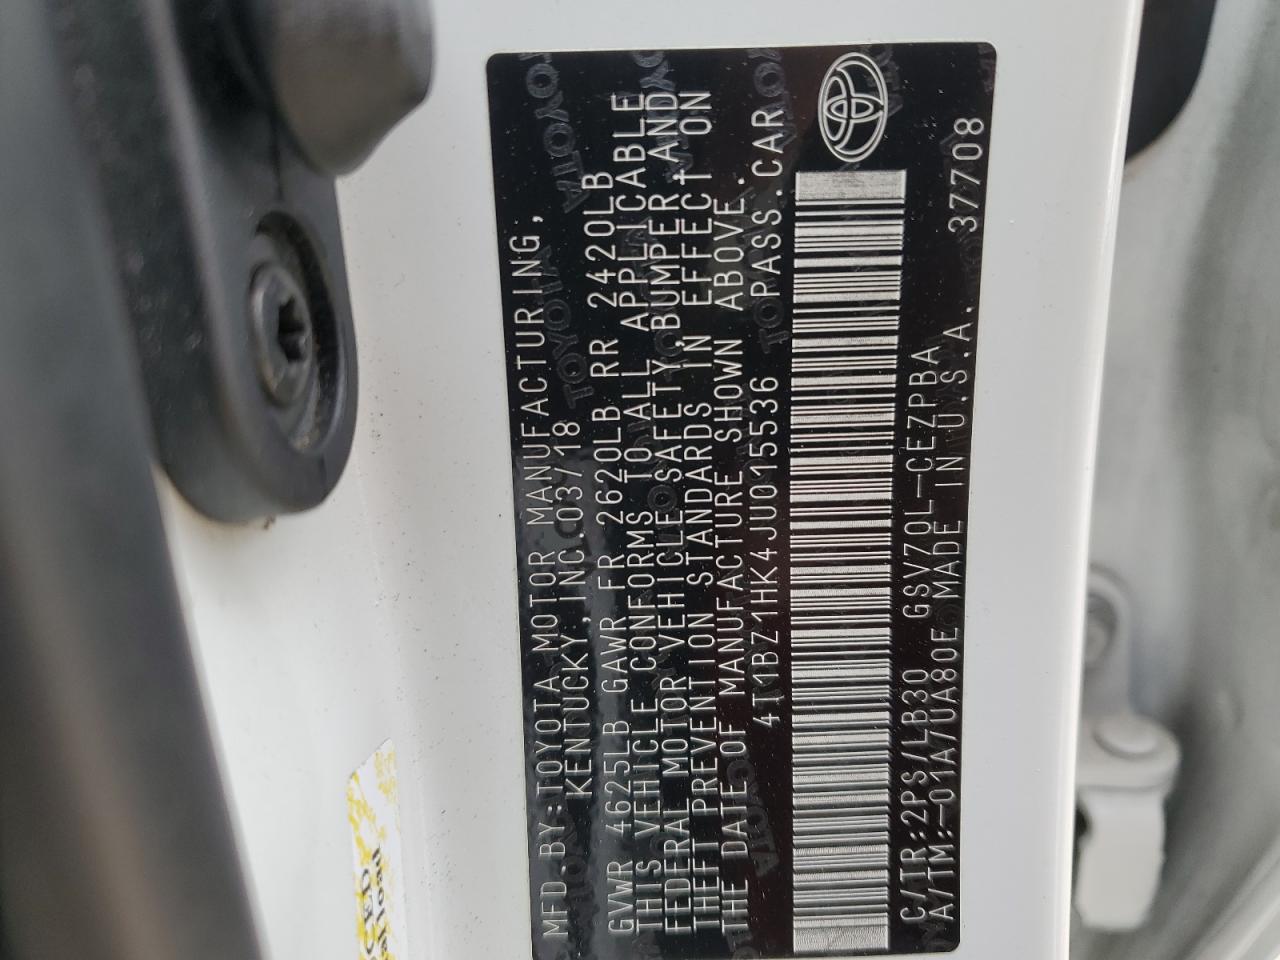 MFD. BY: TOYOTA MOTOR MANUFACTURING,
KENTUCKY, INC. 03/18
GVWR 4625LB GAWR FR 2620LB RR 2420LB
THIS VEHICLE CONFORMS TO ALL APPLICABLE
FEDERAL MOTOR VEHICLE SAFETY, BUMPER, AND
THEFT PREVENTION STANDARDS IN EFFECT ON
THE DATE OF MANUFACTURE SHOWN ABOVE.
4T1BZ1HK4JU015536 PASS. CAR
C/TR: 2PS/LB30 GSV70L-CEZPBA
A/TM: -01A/UA80E MADE IN U.S.A. 37708